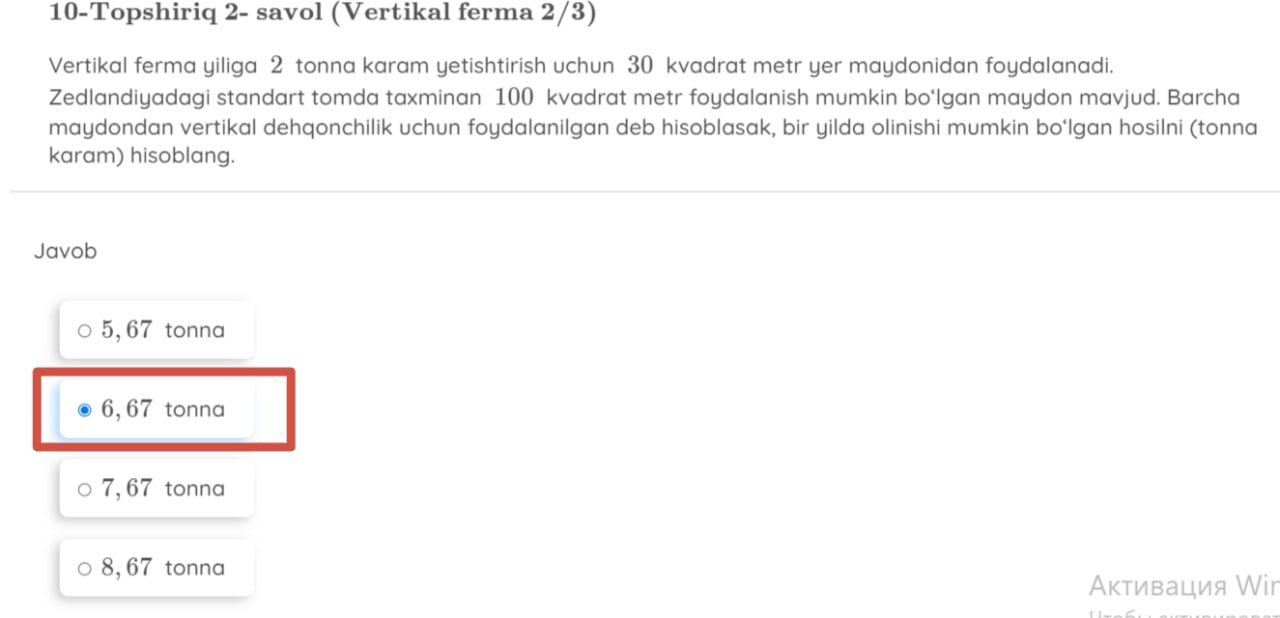 10-Topshiriq 2- savol (Vertikal ferma 2/3)
Vertikal ferma yiliga 2 tonna karam yetishtirish uchun 30 kvadrat metr yer maydonidan foydalanadi.
Zedlandiyadagi standart tomda taxminan 100 kvadrat metr foydalanish mumkin bo‘lgan maydon mavjud. Barcha
maydondan vertikal dehqonchilik uchun foydalanilgan deb hisoblasak, bir yilda olinishi mumkin bo‘lgan hosilni (tonna
karam) hisoblang.
Javob
5, 67 tonna
6, 67 tonna
7, 67 tonna
8, 67 tonna
Активация Win